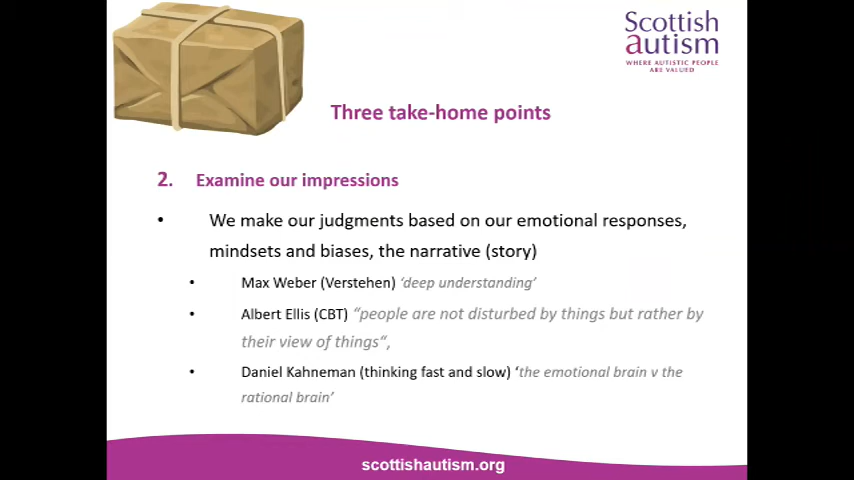 Scottish
autism
WHERE AUTISTIC PEOPLE
ARE VALUED
Three take-home points
2. Examine our impressions
• We make our judgments based on our emotional responses,
mindsets and biases, the narrative (story)
• Max Weber (Verstehen) ‘deep understanding’
• Albert Ellis (CBT) “people are not disturbed by things but rather by
their view of things“,
• Daniel Kahneman (thinking fast and slow) ‘the emotional brain v the
rational brain’
scottishautism.org